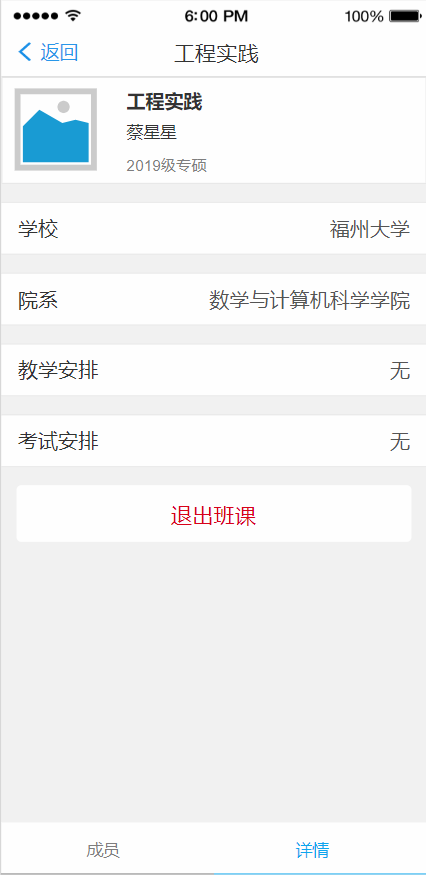 6:00 PM 100%
返回 工程实践
工程实践
蔡星星
2019级专硕
学校 福州大学
院系 数学与计算机科学学院
教学安排 无
考试安排 无
退出班课
成员 详情